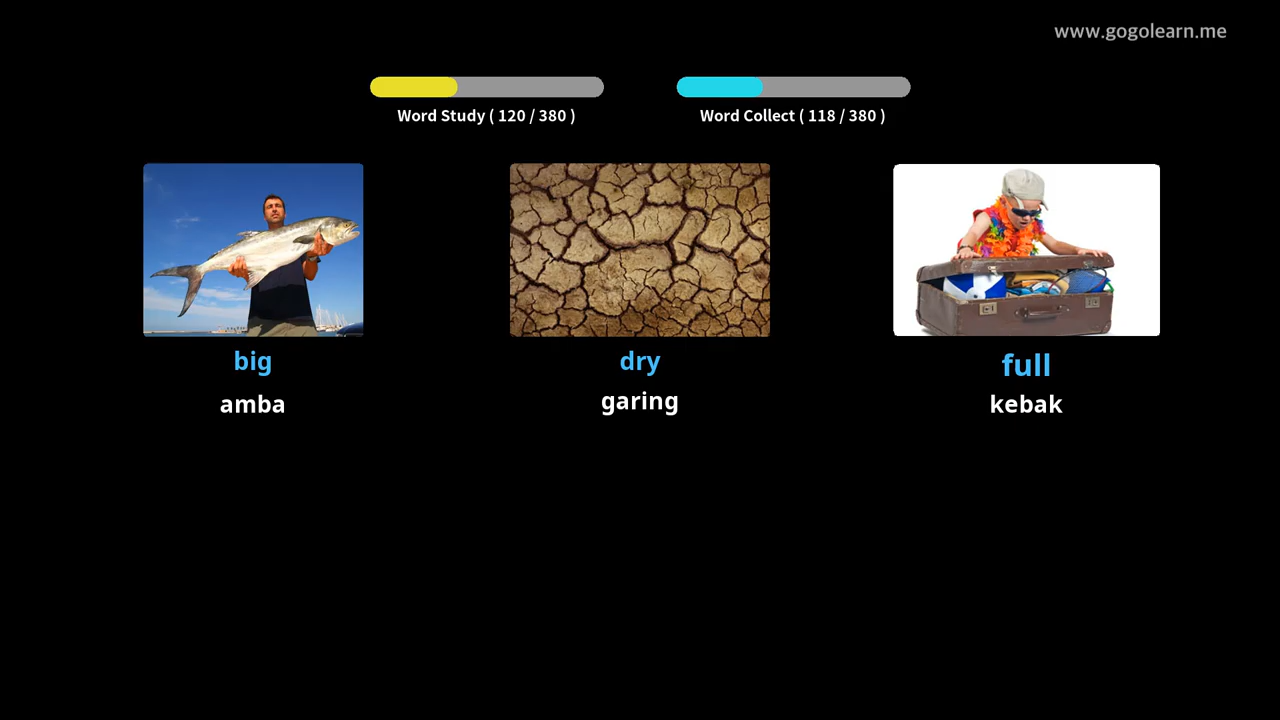 www.gogolearn.me
Word Study ( 120 / 380 )
Word Collect ( 118 / 380 )
big
dry
full
amba
garing
kebak